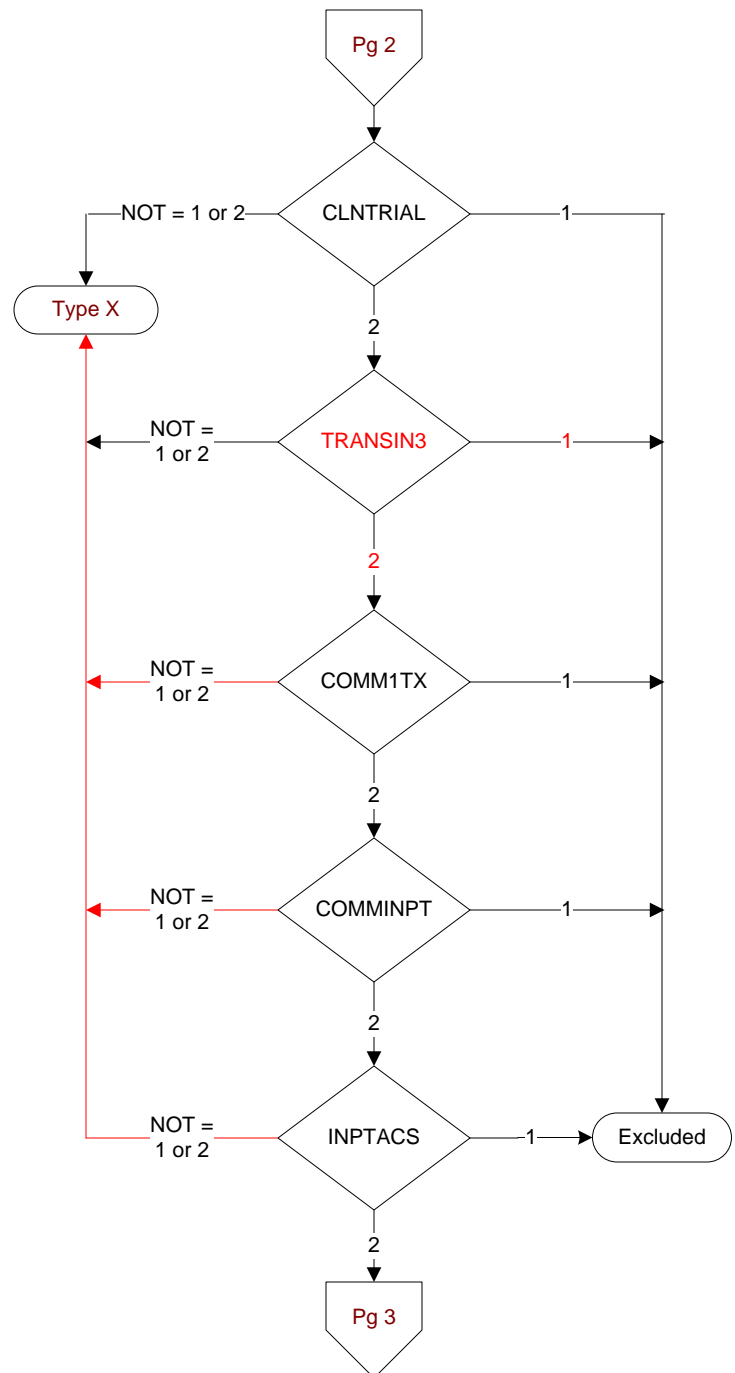 Pg 2
CLNTRIAL
NOT = 1 or 2
1
Type X
2
TRANSIN3
NOT =
1 or 2
1
2
COMM1TX
NOT =
1 or 2
1
2
COMMINPT
NOT =
1 or 2
1
2
INPTACS
NOT =
1 or 2
1
Excluded
2
Pg 3